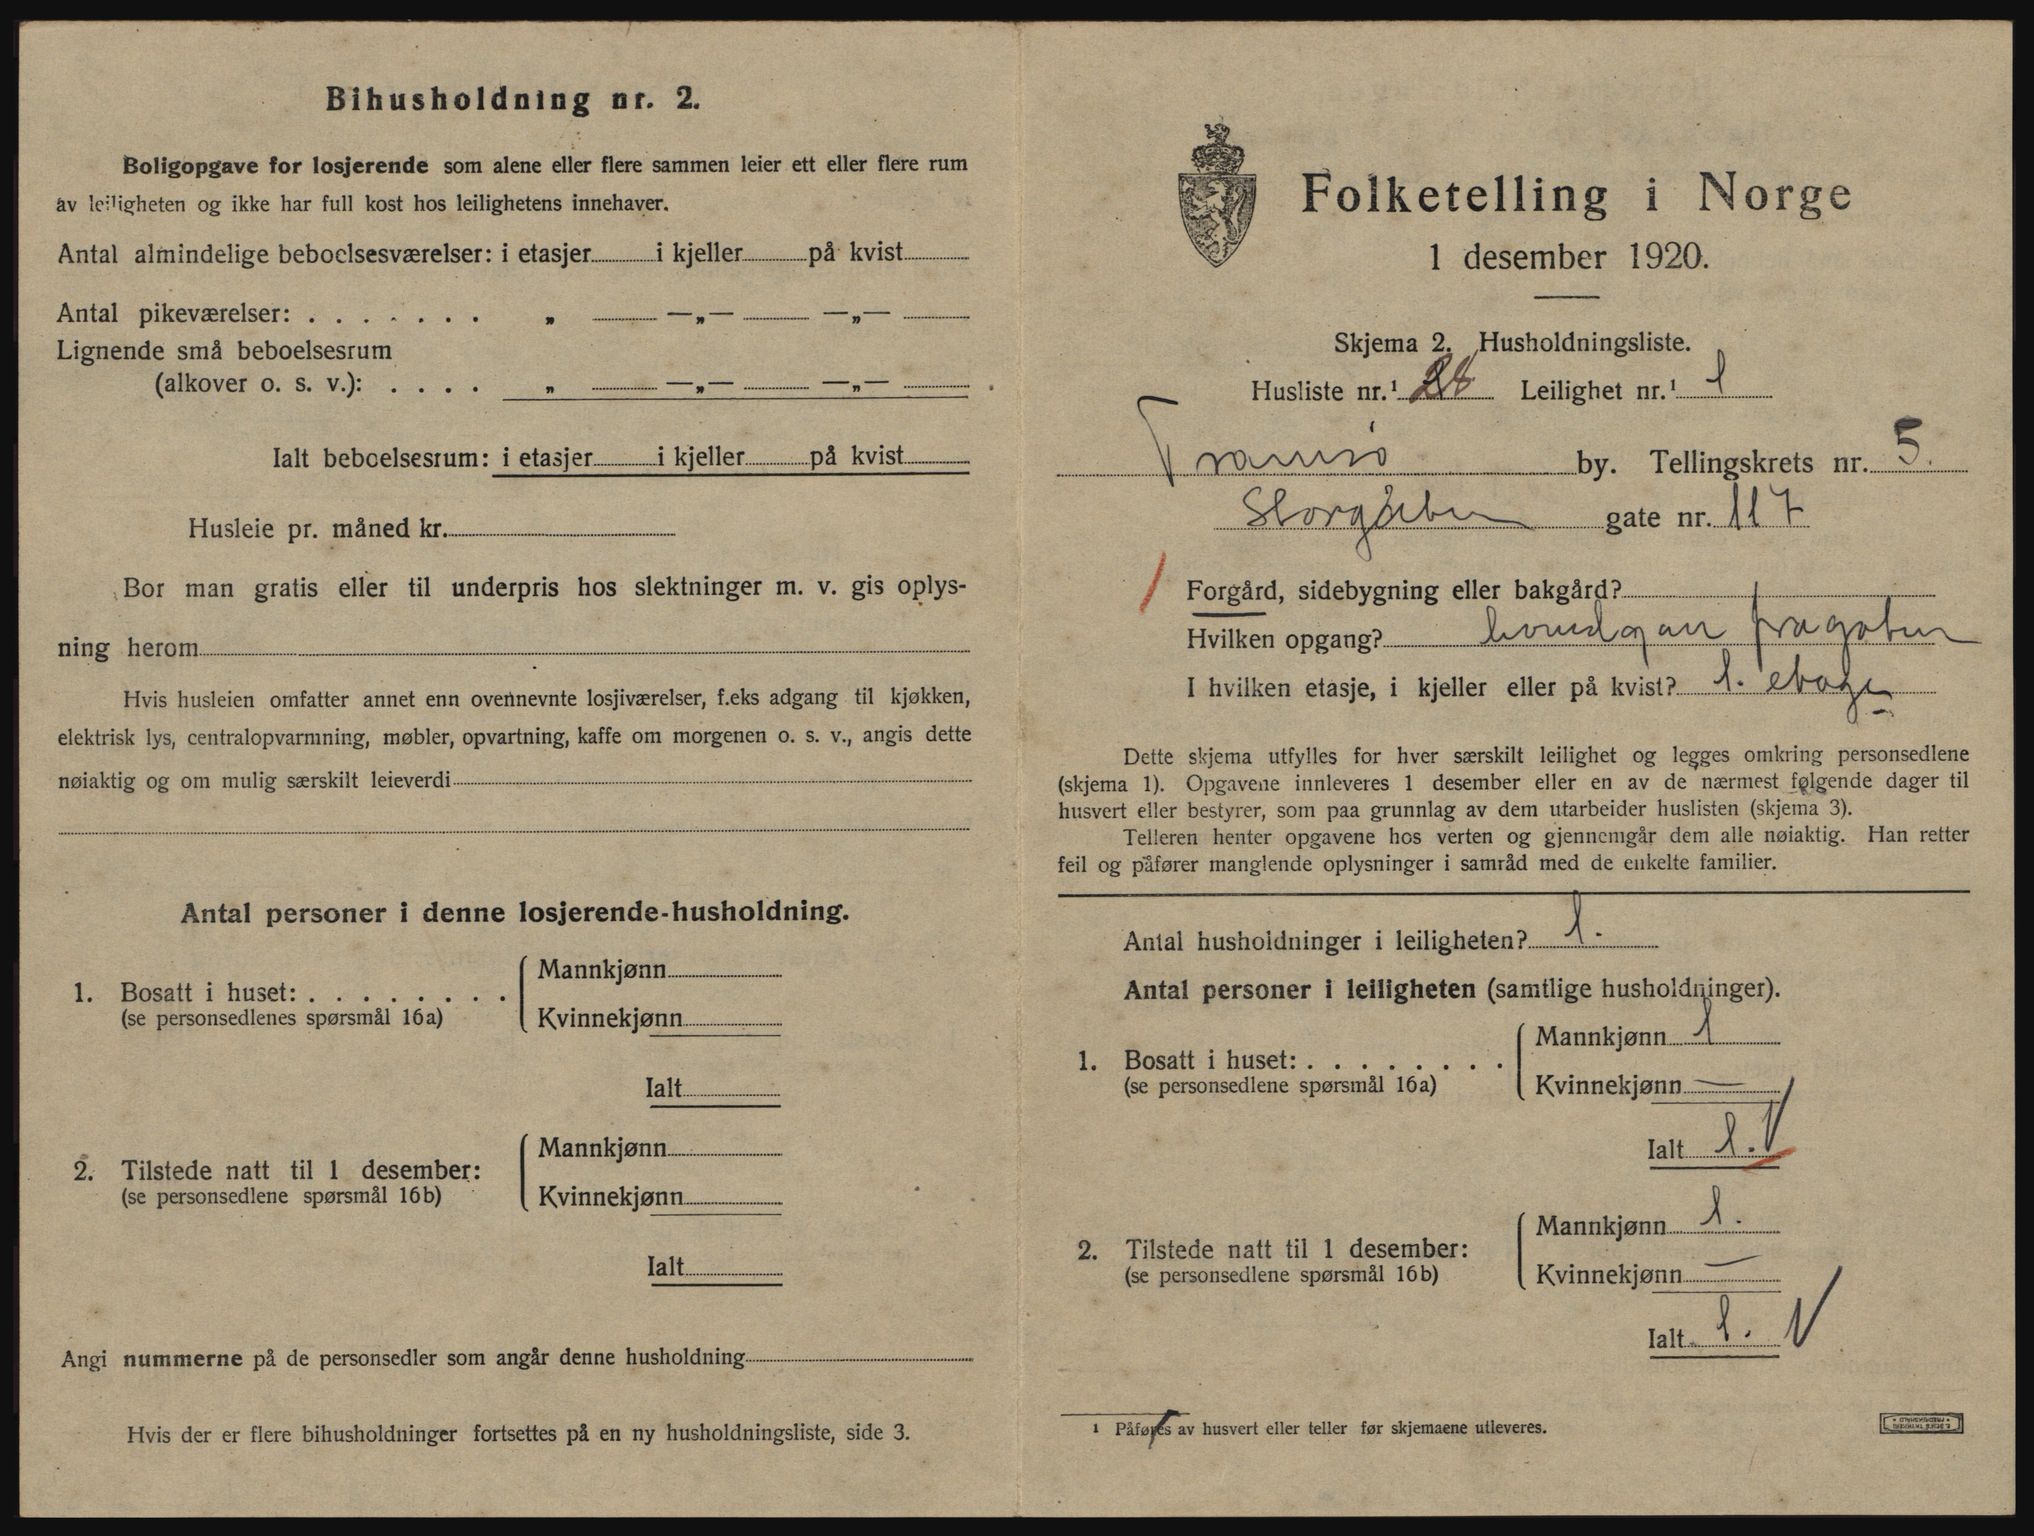 Bihusholdning nr. 2.
Boligopgave for losjerende som alene eller flere sammen leier ett eller flere rum
av leiligheten og ikke har full kost hos leilighetens innehaver.
Antal almindelige beboelsesværelser: i etasjer i kjeller på kvist
Antal pikeværelser: . . . . . . . „ —„— —„—
Lignende små beboelsesrum
(alkover o. s. v.): . . . . „ —„— —„—
Ialt beboelsesrum: i etasjer i kjeller på kvist
Husleie pr. måned kr.
Bor man gratis eller til underpris hos slektninger m. v. gis oplys-
ning herom
Hvis husleien omfatter annet enn ovennevnte losjiværelser, f.eks adgang til kjøkken,
elektrisk lys, centralopvarmning, møbler, opvartning, kaffe om morgenen o. s. v., angis dette
nøiaktig og om mulig særskilt leieverdi
Antal personer i denne losjerende-husholdning.
1. Bosatt i huset: . . . . . . . .
(se personsedlenes spørsmål 16a)
Mannkjønn
Kvinnekjønn
Ialt
2. Tilstede natt til 1 desember:
(se personsedlene spørsmål 16b)
Mannkjønn
Kvinnekjønn
Ialt
Angi nummerne på de personsedler som angår denne husholdning
Hvis der er flere bihusholdninger fortsettes på en ny husholdningsliste, side 3.
Folketelling i Norge
1 desember 1920.
Skjema 2. Husholdningsliste.
Husliste nr.¹ Leilighet nr.¹ 1
Tromsø by. Tellingskrets nr. 5.
Storgaten gate nr. 117
Forgård, sidebygning eller bakgård?
Hvilken opgang? fra gaten
I hvilken etasje, i kjeller eller på kvist? 1. etage
Dette skjema utfylles for hver særskilt leilighet og legges omkring personsedlene
(skjema 1). Opgavene innleveres 1 desember eller en av de nærmest følgende dager til
husvert eller bestyrer, som paa grunnlag av dem utarbeider huslisten (skjema 3).
Telleren henter opgavene hos verten og gjennemgår dem alle nøiaktig. Han retter
feil og påfører manglende oplysninger i samråd med de enkelte familier.
Antal husholdninger i leiligheten? 1.
Antal personer i leiligheten (samtlige husholdninger).
1. Bosatt i huset: . . . . . . . .
(se personsedlene spørsmål 16a)
Mannkjønn 1
Kvinnekjønn —
Ialt 1.
2. Tilstede natt til 1 desember:
(se personsedlene spørsmål 16b)
Mannkjønn 1.
Kvinnekjønn —
Ialt 1.
¹ Påføres av husvert eller teller før skjemaene utleveres.